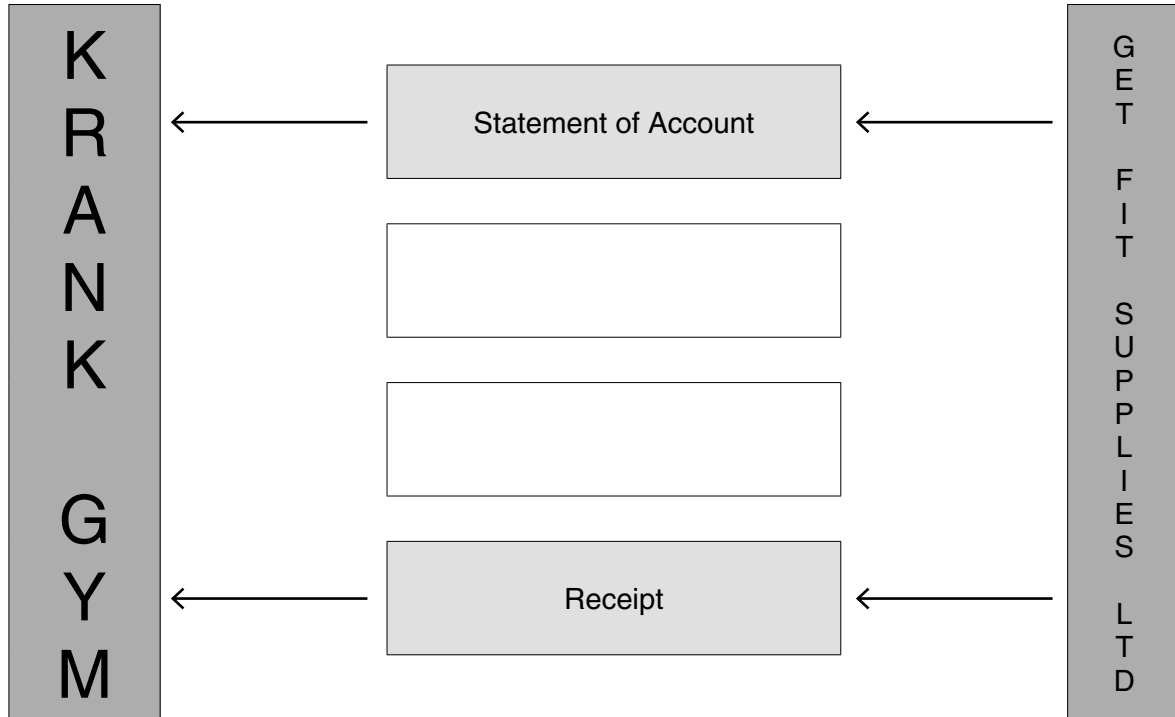 KRANK GYM
Statement of Account
Receipt
GET FIT SUPPLIES LTD